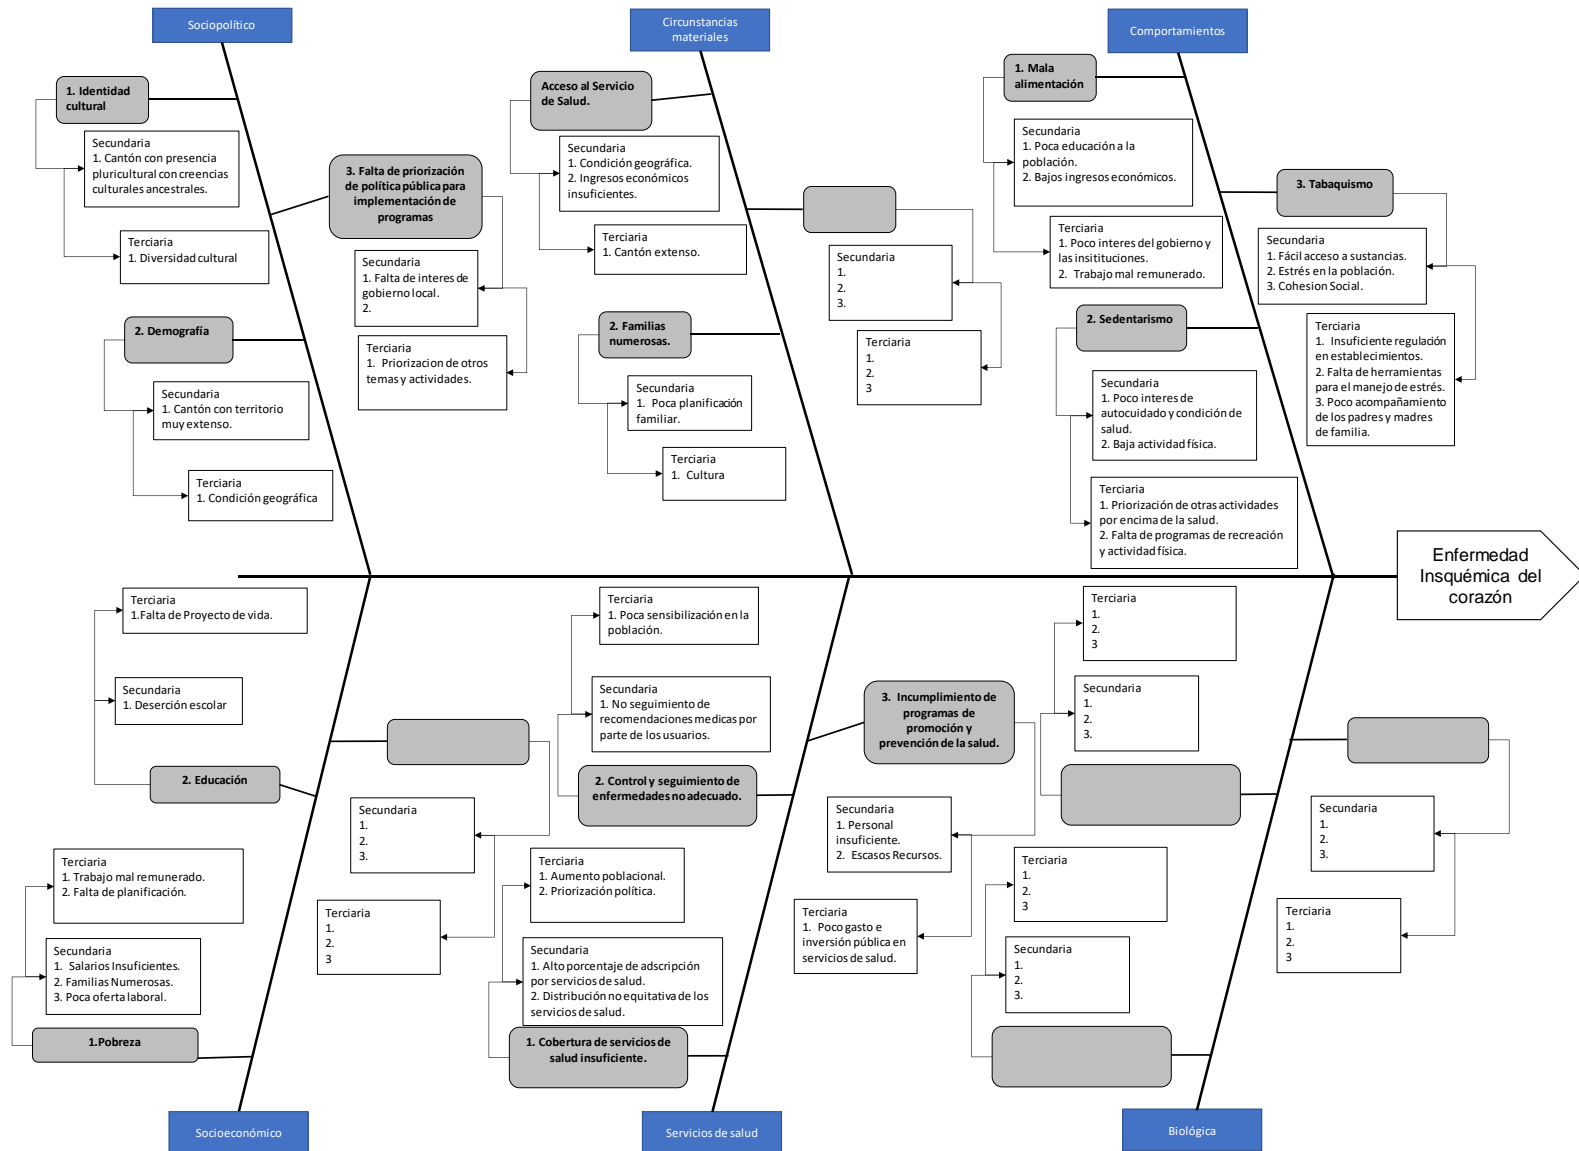 Sociopolítico
1. Identidad
cultural
Secundaria
1. Cantón con presencia
pluricultural con creencias
culturales ancestrales.
Terciaria
1. Diversidad cultural
3. Falta de priorización
de política pública para
implementación de
programas
Secundaria
1. Falta de interes de
gobierno local.
2.
Terciaria
1. Priorizacion de otros
temas y actividades.
2. Demografía
Secundaria
1. Cantón con territorio
muy extenso.
Terciaria
1. Condición geográfica
Circunstancias
materiales
Acceso al Servicio
de Salud.
Secundaria
1. Condición geográfica.
2. Ingresos económicos
insuficientes.
Terciaria
1. Cantón extenso.
Secundaria
1.
2.
3.
Terciaria
1.
2.
3
2. Familias
numerosas.
Secundaria
1. Poca planificación
familiar.
Terciaria
1. Cultura
Comportamientos
1. Mala
alimentación
Secundaria
1. Poca educación a la
población.
2. Bajos ingresos económicos.
Terciaria
1. Poco interes del gobierno y
las insitituciones.
2. Trabajo mal remunerado.
3. Tabaquismo
Secundaria
1. Fácil acceso a sustancias.
2. Estrés en la población.
3. Cohesion Social.
Terciaria
1. Insuficiente regulación
en establecimientos.
2. Falta de herramientas
para el manejo de estrés.
3. Poco acompañamiento
de los padres y madres
de familia.
2. Sedentarismo
Secundaria
1. Poco interes de
autocuidado y condición de
salud.
2. Baja actividad física.
Terciaria
1. Priorización de otras actividades
por encima de la salud.
2. Falta de programas de recreación
y actividad física.
Enfermedad
Insquémica del
corazón
Terciaria
1.Falta de Proyecto de vida.
Secundaria
1. Deserción escolar
2. Educación
Secundaria
1.
2.
3.
Terciaria
1.
2.
3
Terciaria
1. Trabajo mal remunerado.
2. Falta de planificación.
Secundaria
1. Salarios Insuficientes.
2. Familias Numerosas.
3. Poca oferta laboral.
1.Pobreza
Socioeconómico
Terciaria
1. Poca sensibilización en la
población.
Secundaria
1. No seguimiento de
recomendaciones medicas por
parte de los usuarios.
2. Control y seguimiento de
enfermedades no adecuado.
3. Incumplimiento de
programas de
promoción y
prevención de la salud.
Secundaria
1. Personal
insuficiente.
2. Escasos Recursos.
Terciaria
1. Poco gasto e
inversión pública en
servicios de salud.
Terciaria
1. Aumento poblacional.
2. Priorización política.
Secundaria
1. Alto porcentaje de adscripción
por servicios de salud.
2. Distribución no equitativa de los
servicios de salud.
1. Cobertura de servicios de
salud insuficiente.
Servicios de salud
Terciaria
1.
2.
3
Secundaria
1.
2.
3.
Secundaria
1.
2.
3.
Terciaria
1.
2.
3
Terciaria
1.
2.
3
Secundaria
1.
2.
3.
Biológica